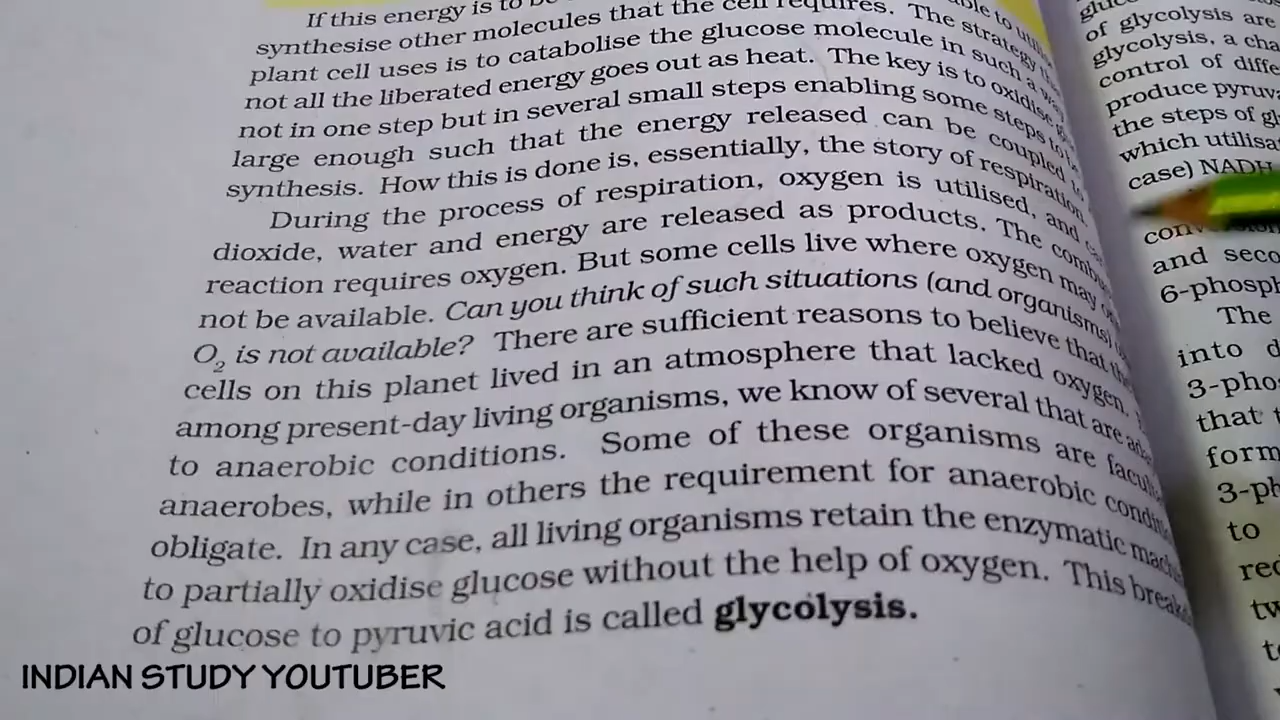 If this energy is to be
synthesise other molecules that the cell requires. The strategy
plant cell uses is to catabolise the glucose molecule in such a way
not all the liberated energy goes out as heat. The key is to oxidise
not in one step but in several small steps enabling some steps to
large enough such that the energy released can be coupled
synthesis. How this is done is, essentially, the story of respiration.
During the process of respiration, oxygen is utilised, and
dioxide, water and energy are released as products. The
reaction requires oxygen. But some cells live where oxygen may
not be available. Can you think of such situations (and organisms)
O2 is not available? There are sufficient reasons to believe that
cells on this planet lived in an atmosphere that lacked oxygen.
among present-day living organisms, we know of several that are
to anaerobic conditions. Some of these organisms are
anaerobes, while in others the requirement for anaerobic
obligate. In any case, all living organisms retain the enzymatic
to partially oxidise glucose without the help of oxygen. This
of glucose to pyruvic acid is called glycolysis.
of glycolysis are
glycolysis, a
control of
produce
the steps of
which
case) NADH
and
The
into
that
form
to
INDIAN STUDY YOUTUBER